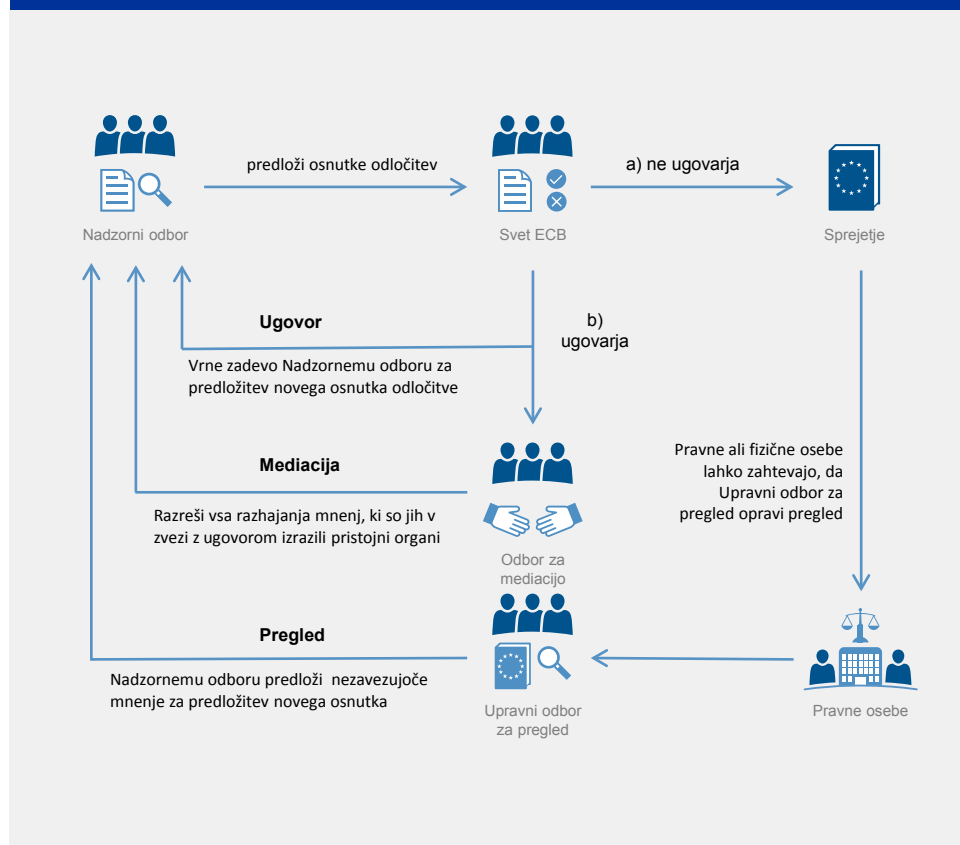 predloži osnutke odločitev
a) ne ugovarja
Nadzorni odbor
Svet ECB
Sprejetje
Ugovor
b)
ugovarja
Vrne zadevo Nadzornemu odboru za
predložitev novega osnutka odločitve
Mediacija
Razreši vsa razhajanja mnenj, ki so jih v
zvezi z ugovorom izrazili pristojni organi
Odbor za
mediacijo
Pravne ali fizične osebe
lahko zahtevajo, da
Upravni odbor za
pregled opravi pregled
Pregled
Nadzornemu odboru predloži nezavezujoče
mnenje za predložitev novega osnutka
Upravni odbor
za pregled
Pravne osebe